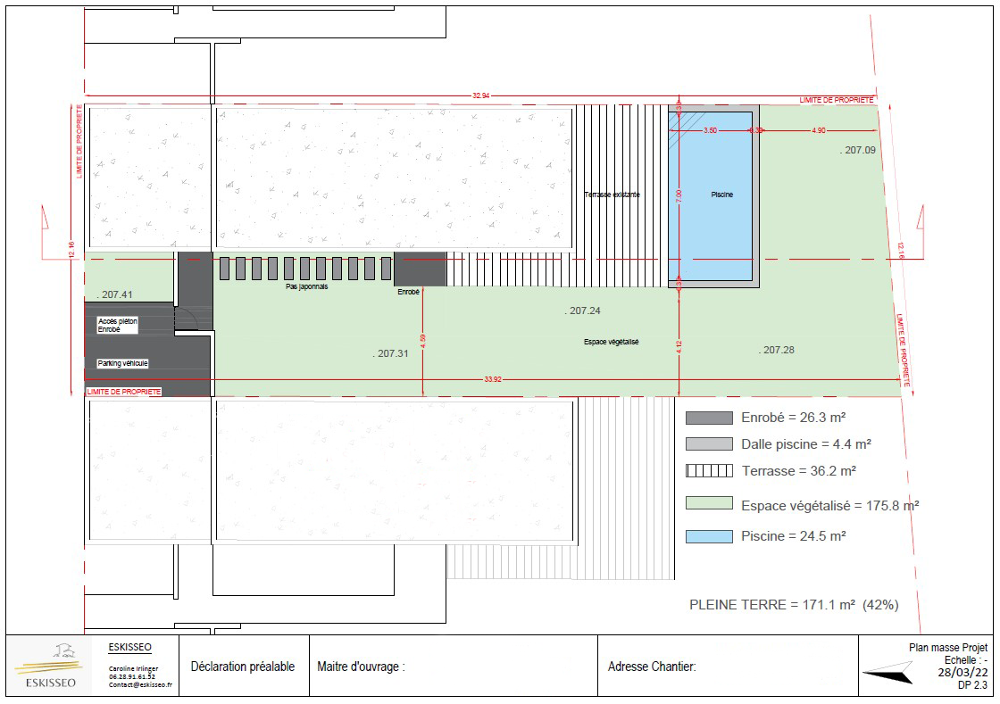 32.94
LIMITE DE PROPRIETE
LIMITE DE PROPRIETE
3.50
4.90
. 207.09
Terrasse existante
7.00
Piscine
12.16
12.16
. 207.41
Pas japonnais
Enrobé
. 207.24
Accès piéton
Enrobé
4.59
Espace végétalisé
4.12
LIMITE DE PROPRIETE
. 207.31
. 207.28
Parking véhicule
33.92
LIMITE DE PROPRIETE
Enrobé = 26.3 m²
Dalle piscine = 4.4 m²
Terrasse = 36.2 m²
Espace végétalisé = 175.8 m²
Piscine = 24.5 m²
PLEINE TERRE = 171.1 m² (42%)
ESKISSEO
ESKISSEO
Caroline Irlinger
06.28.91.61.52
Contact@eskisseo.fr
Déclaration préalable
Maitre d'ouvrage :
Adresse Chantier:
Plan masse Projet
Echelle : -
28/03/22
DP 2.3